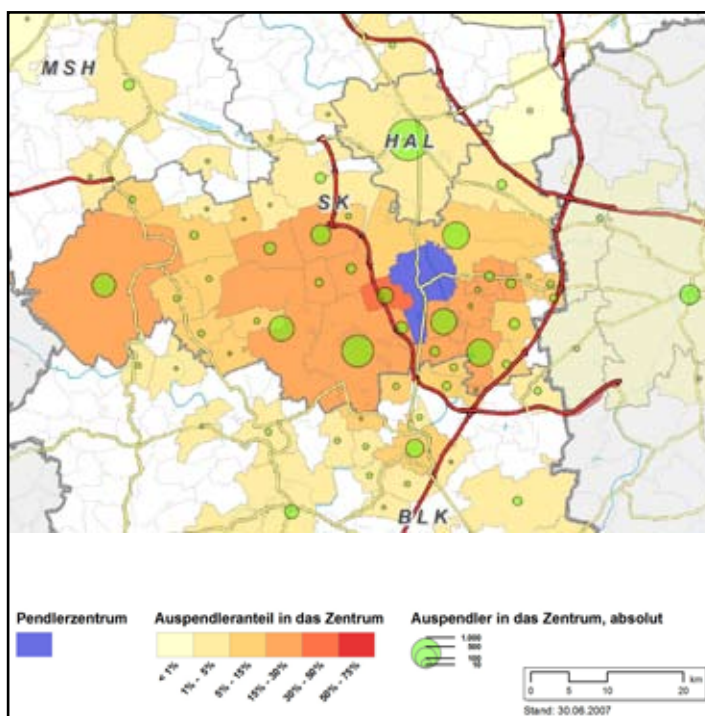 MSH
HAL
SK
BLK
Pendlerzentrum
Auspendleranteil in das Zentrum
Auspendler in das Zentrum, absolut
< 1%
1% - 5%
5% - 15%
15% - 30%
30% - 50%
50% - 75%
1.000
500
100
10
km
0 5 10 20
Stand: 30.06.2007